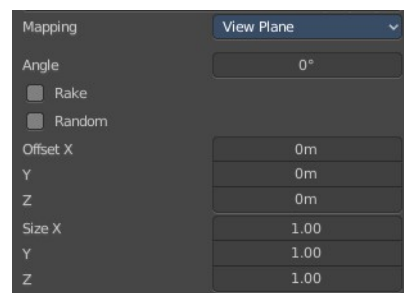 Mapping View Plane
Angle 0°
Rake
Random
Offset X 0m
Y 0m
Z 0m
Size X 1.00
Y 1.00
Z 1.00